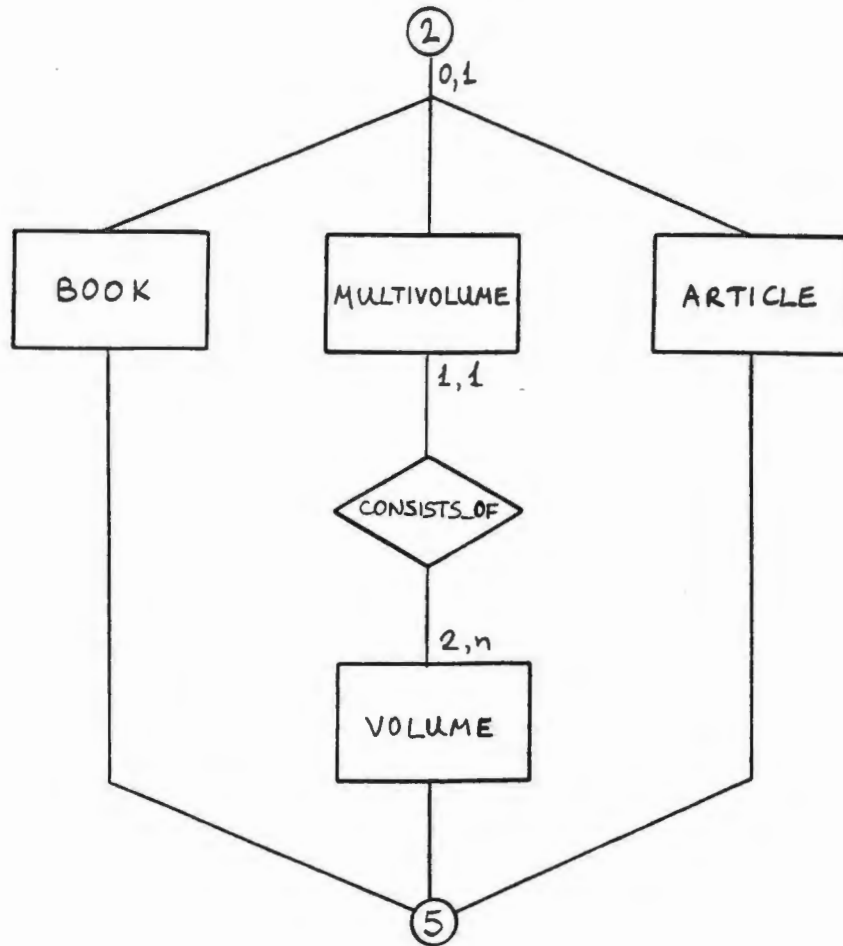 2
0,1
BOOK
MULTIVOLUME
ARTICLE
1,1
CONSISTS_OF
2,n
VOLUME
5